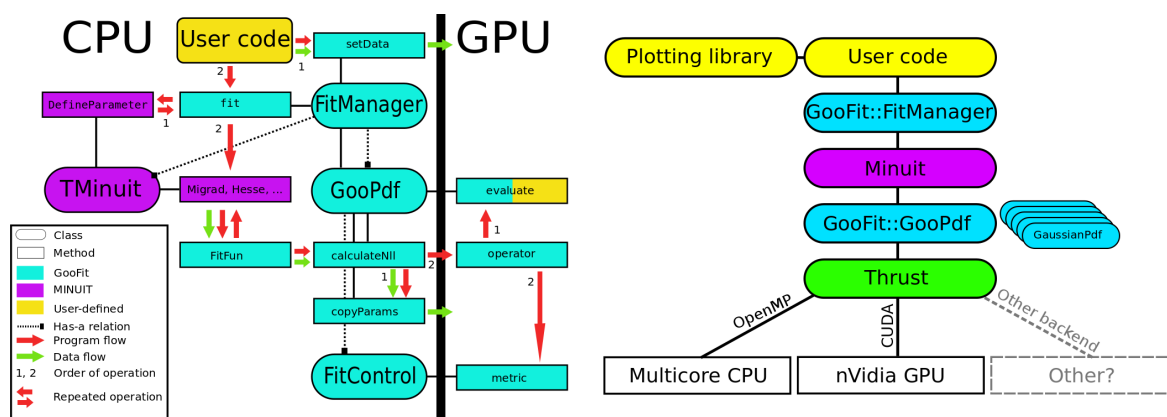 CPU
User code
1
setData
GPU
2
DefineParameter
1
fit
FitManager
2
TMinuit
Migrad, Hesse, ...
GooPdf
evaluate
1
FitFun
calculateNll
2
operator
1
2
copyParams
FitControl
metric
Class
Method
GooFit
MINUIT
User-defined
Has-a relation
Program flow
Data flow
1, 2 Order of operation
Repeated operation
Plotting library
User code
GooFit::FitManager
Minuit
GooFit::GooPdf
GaussianPdf
Thrust
OpenMP
CUDA
Other backend
Multicore CPU
nVidia GPU
Other?